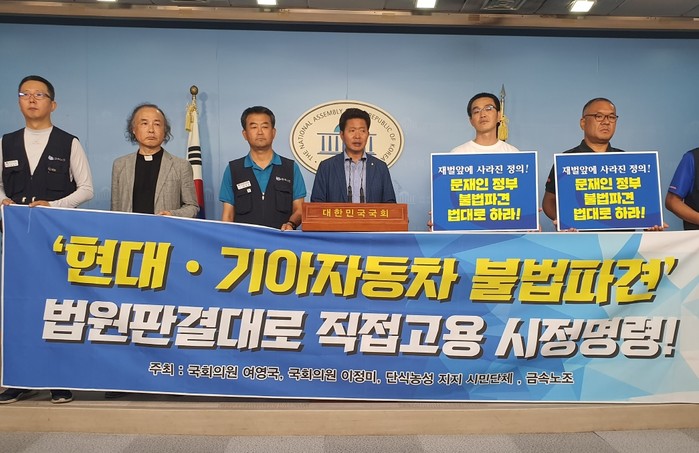 NATIONAL ASSEMBLY
대한민국국회
재벌앞에 사라진 정의!
문재인 정부
불법파견
법대로 하라!
재벌앞에 사라진 정의!
문재인 정부
불법파견
법대로 하라!
'현대·기아자동차 불법파견'
법원판결대로 직접고용 시정명령!
주최 : 국회의원 여영국, 국회의원 이정미, 단식농성 지지 시민단체, 금속노조